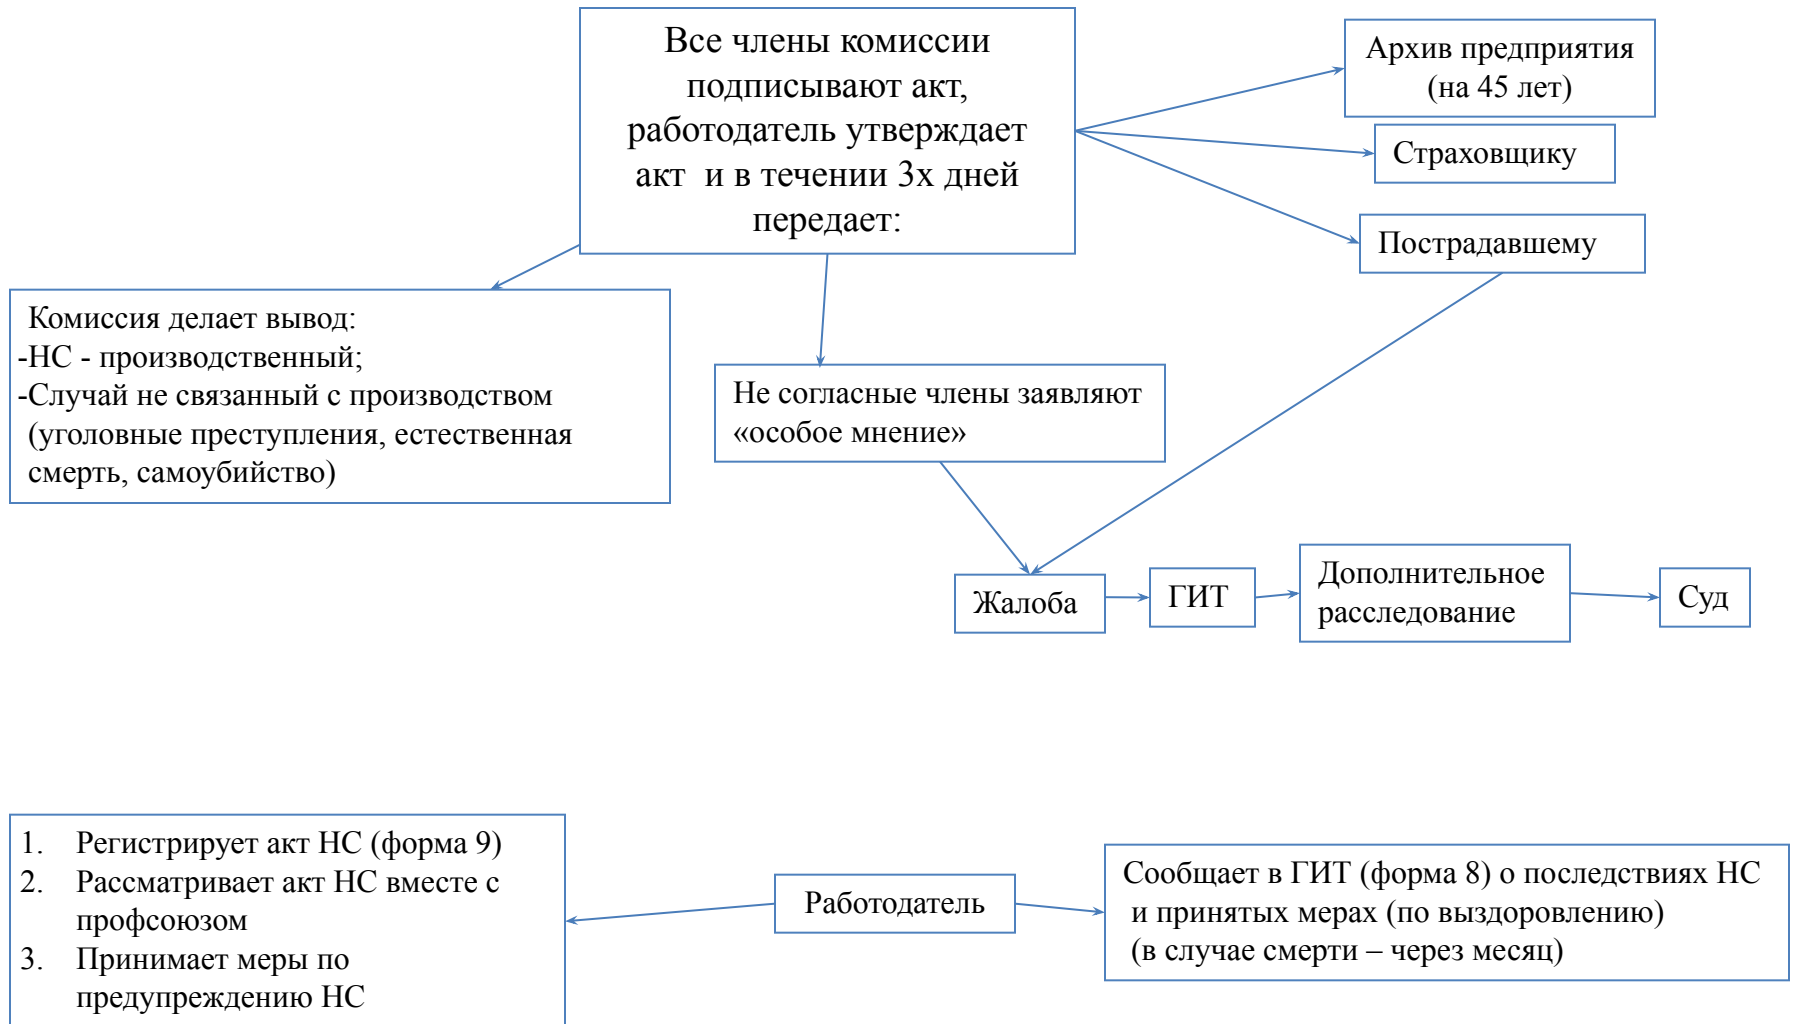 Все члены комиссии
подписывают акт,
работодатель утверждает
акт и в течении 3х дней
передает:
Архив предприятия
(на 45 лет)
Страховщику
Пострадавшему
Комиссия делает вывод:
-НС - производственный;
-Случай не связанный с производством
(уголовные преступления, естественная
смерть, самоубийство)
Не согласные члены заявляют
«особое мнение»
Жалоба
ГИТ
Дополнительное
расследование
Суд
1. Регистрирует акт НС (форма 9)
2. Рассматривает акт НС вместе с
профсоюзом
3. Принимает меры по
предупреждению НС
Работодатель
Сообщает в ГИТ (форма 8) о последствиях НС
и принятых мерах (по выздоровлению)
(в случае смерти – через месяц)